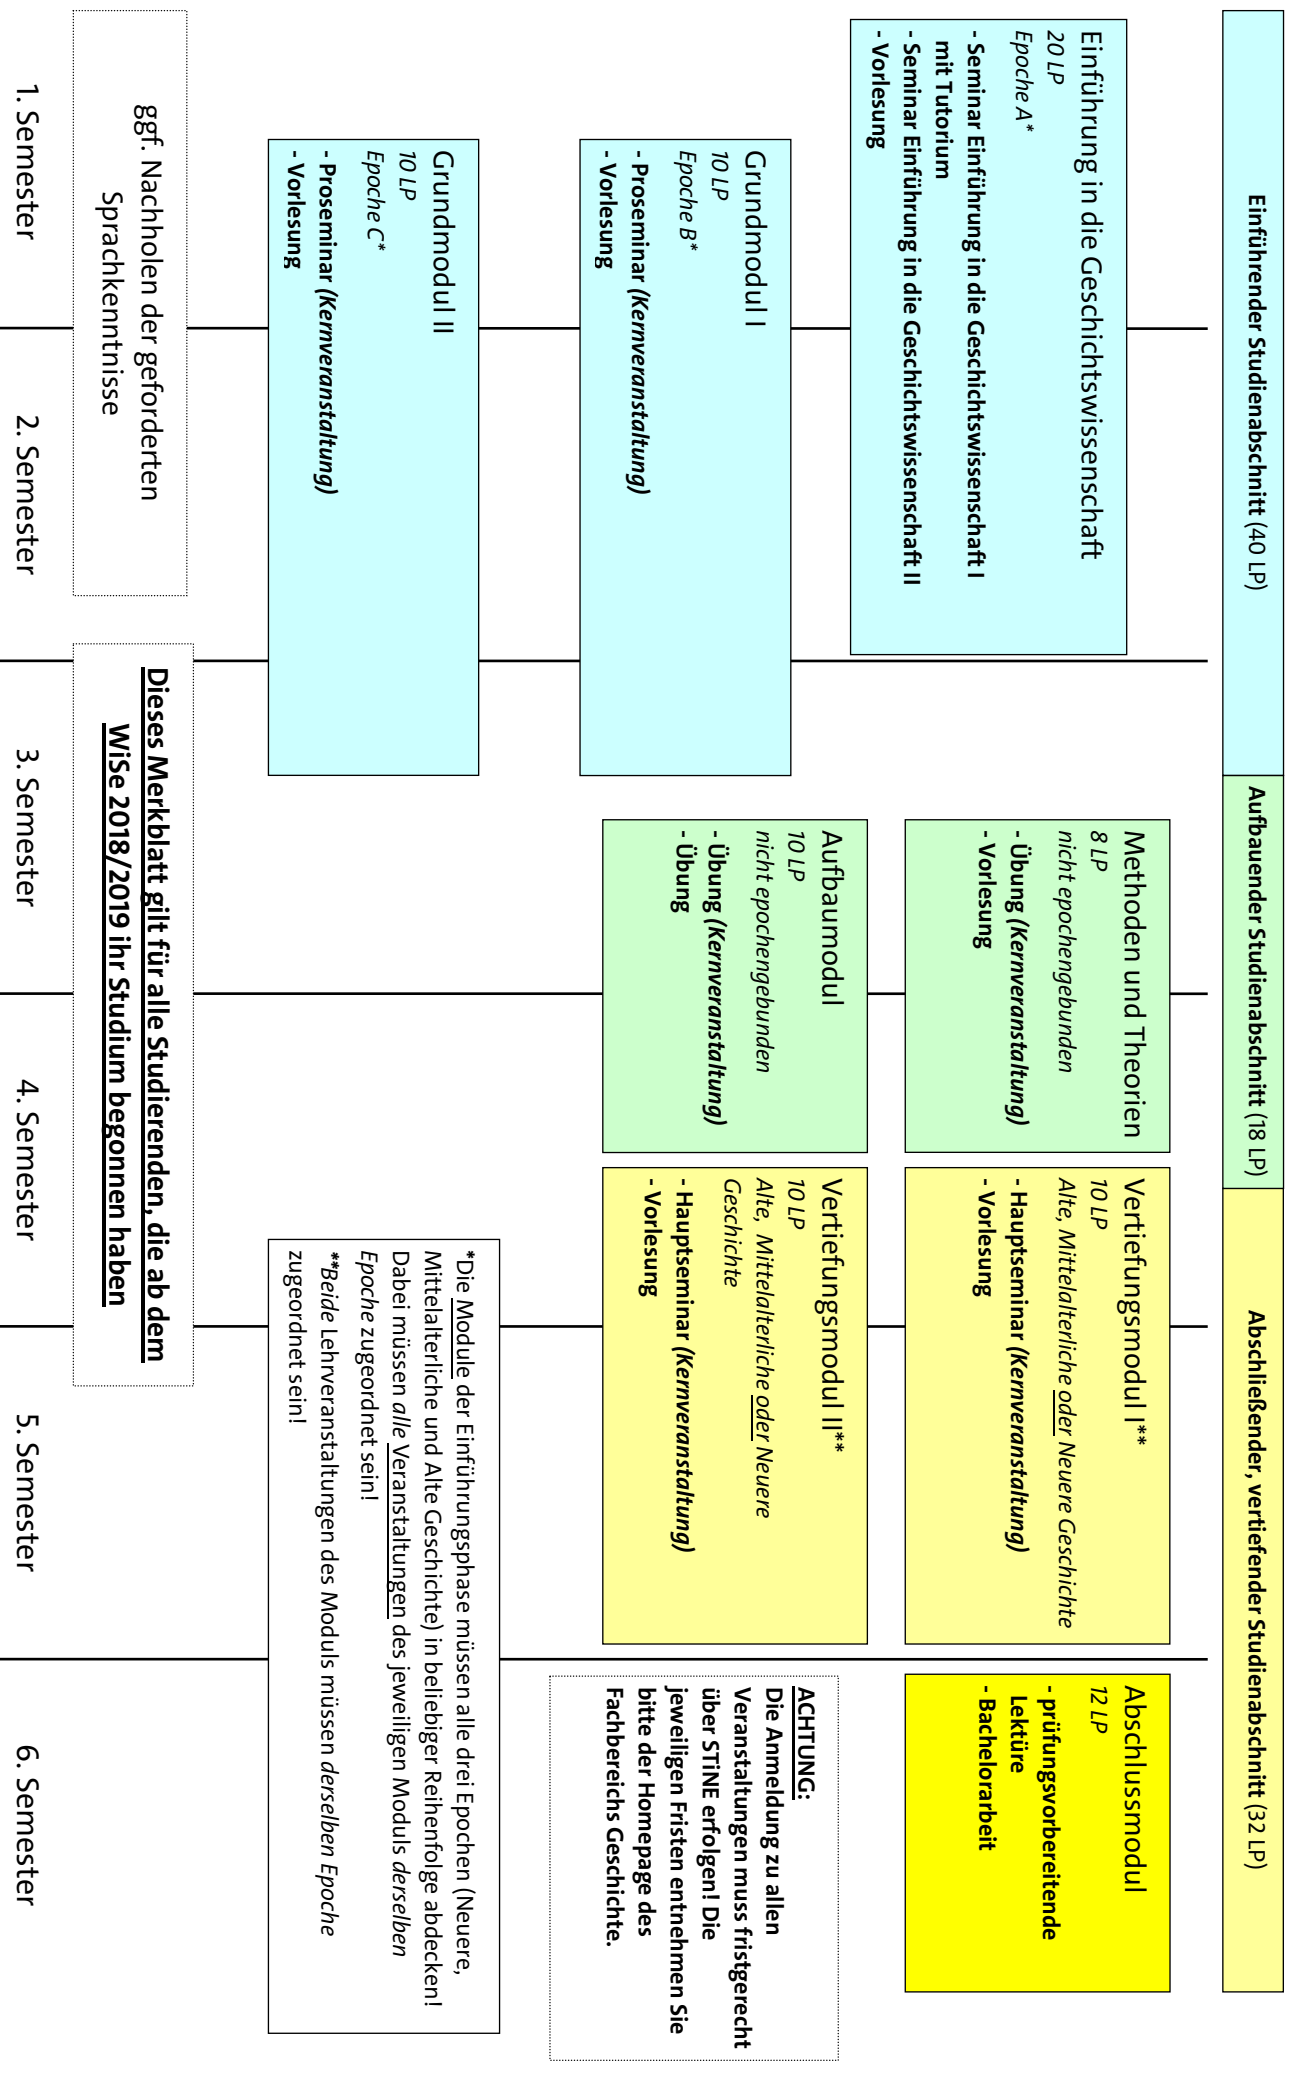 Einführender Studienabschnitt (40 LP)
Aufbauender Studienabschnitt (18 LP)
Abschließender, vertiefender Studienabschnitt (32 LP)
Einführung in die Geschichtswissenschaft
20 LP
Epoche A*
- Seminar Einführung in die Geschichtswissenschaft I
mit Tutorium
- Seminar Einführung in die Geschichtswissenschaft II
- Vorlesung
Methoden und Theorien
8 LP
nicht epochengebunden
- Übung (Kernveranstaltung)
- Vorlesung
Vertiefungsmodul I**
10 LP
Alte, Mittelalterliche oder Neuere Geschichte
- Hauptseminar (Kernveranstaltung)
- Vorlesung
Abschlussmodul
12 LP
- prüfungsvorbereitende
Lektüre
- Bachelorarbeit
Grundmodul I
10 LP
Epoche B*
- Proseminar (Kernveranstaltung)
- Vorlesung
Aufbaumodul
10 LP
nicht epochengebunden
- Übung (Kernveranstaltung)
- Übung
Vertiefungsmodul II**
10 LP
Alte, Mittelalterliche oder Neuere
Geschichte
- Hauptseminar (Kernveranstaltung)
- Vorlesung
ACHTUNG:
Die Anmeldung zu allen
Veranstaltungen muss fristgerecht
über STiNE erfolgen! Die
jeweiligen Fristen entnehmen Sie
bitte der Homepage des
Fachbereichs Geschichte.
Grundmodul II
10 LP
Epoche C*
- Proseminar (Kernveranstaltung)
- Vorlesung
*Die Module der Einführungsphase müssen alle drei Epochen (Neuere,
Mittelalterliche und Alte Geschichte) in beliebiger Reihenfolge abdecken!
Dabei müssen alle Veranstaltungen des jeweiligen Moduls derselben
Epoche zugeordnet sein!
**Beide Lehrveranstaltungen des Moduls müssen derselben Epoche
zugeordnet sein!
ggf. Nachholen der geforderten
Sprachkenntnisse
Dieses Merkblatt gilt für alle Studierenden, die ab dem
WiSe 2018/2019 ihr Studium begonnen haben
1. Semester
2. Semester
3. Semester
4. Semester
5. Semester
6. Semester